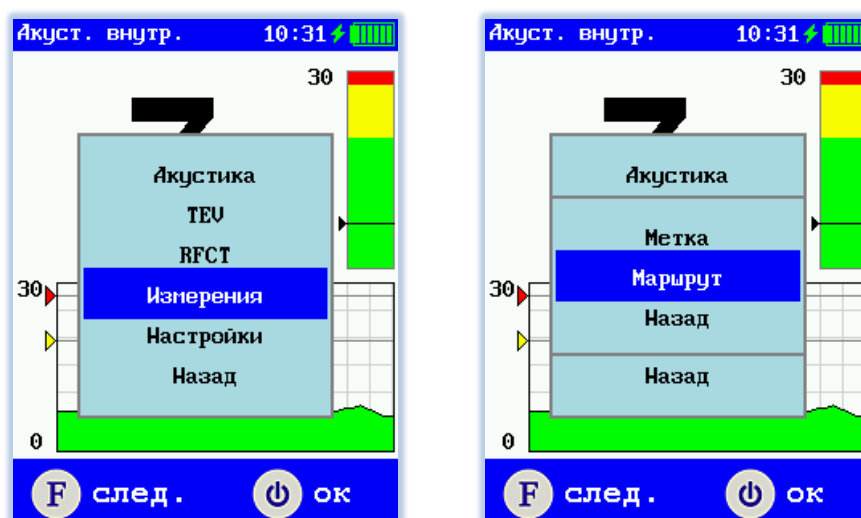 Акуст. внутр. 10:31
30
Акустика
TEV
RFCT
Измерения
30
Настройки
Назад
0
F след. ок
Акуст. внутр. 10:31
30
Акустика
Метка
Маршрут
30
Назад
Назад
0
F след. ок